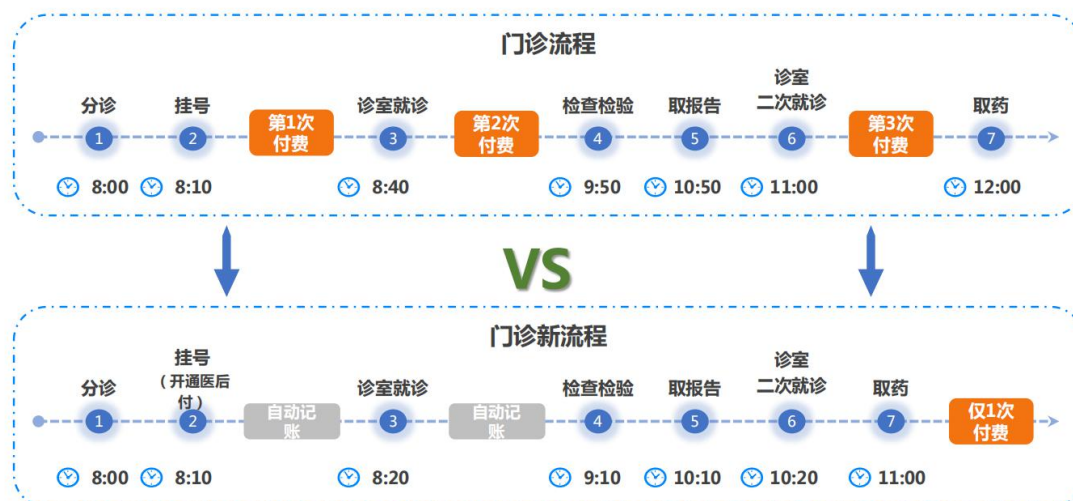 门诊流程
分诊
挂号
第1次
付费
诊室就诊
第2次
付费
检查检验
取报告
诊室
二次就诊
第3次
付费
取药
1
2
3
4
5
6
7
8:00
8:10
8:40
9:50
10:50
11:00
12:00
VS
门诊新流程
分诊
挂号
（开通医后
付）
自动记
账
诊室就诊
自动记
账
检查检验
取报告
诊室
二次就诊
取药
仅1次
付费
1
2
3
4
5
6
7
8:00
8:10
8:20
9:10
10:10
10:20
11:00